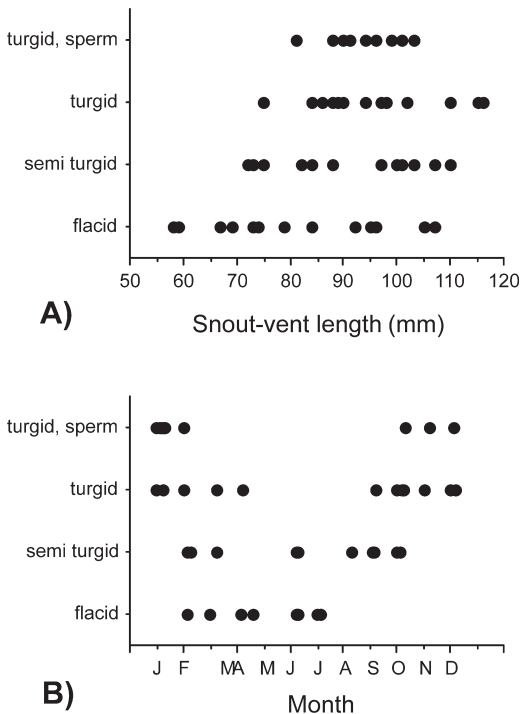 turgid, sperm
turgid
semi turgid
flacid
50 60 70 80 90 100 110 120
A)
Snout-vent length (mm)
turgid, sperm
turgid
semi turgid
flacid
J F MA M J J A S O N D
B)
Month